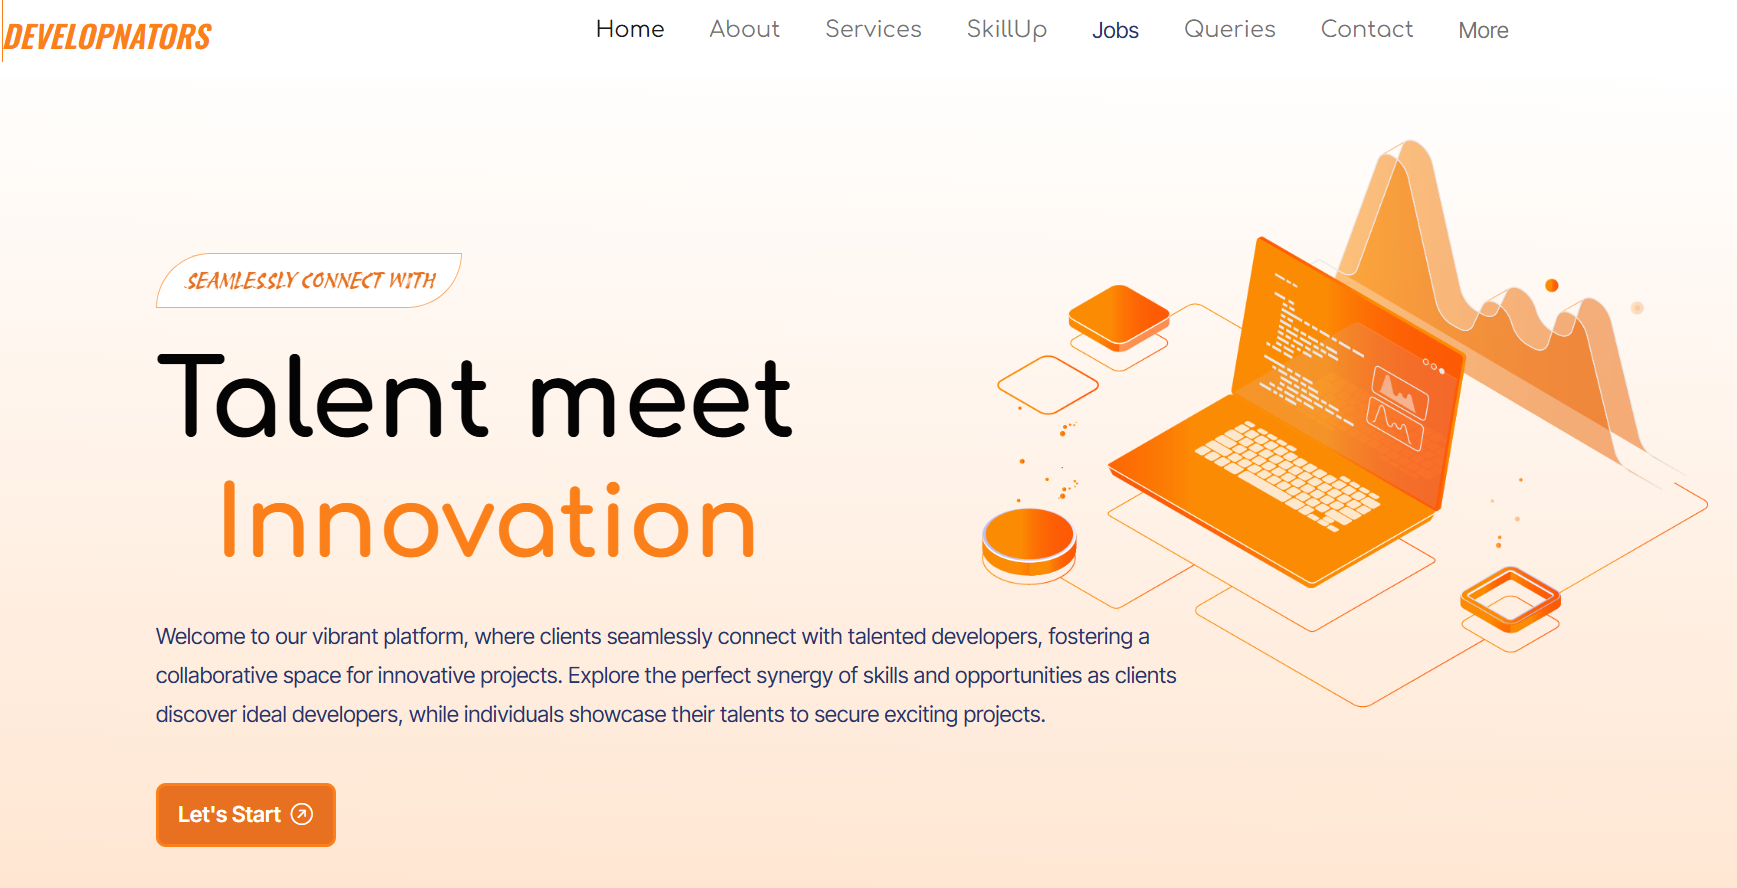 DEVELOPNATORS
Home About Services SkillUp Jobs Queries Contact More
SEAMLESSLY CONNECT WITH
Talent meet
Innovation
Welcome to our vibrant platform, where clients seamlessly connect with talented developers, fostering a
collaborative space for innovative projects. Explore the perfect synergy of skills and opportunities as clients
discover ideal developers, while individuals showcase their talents to secure exciting projects.
Let's Start